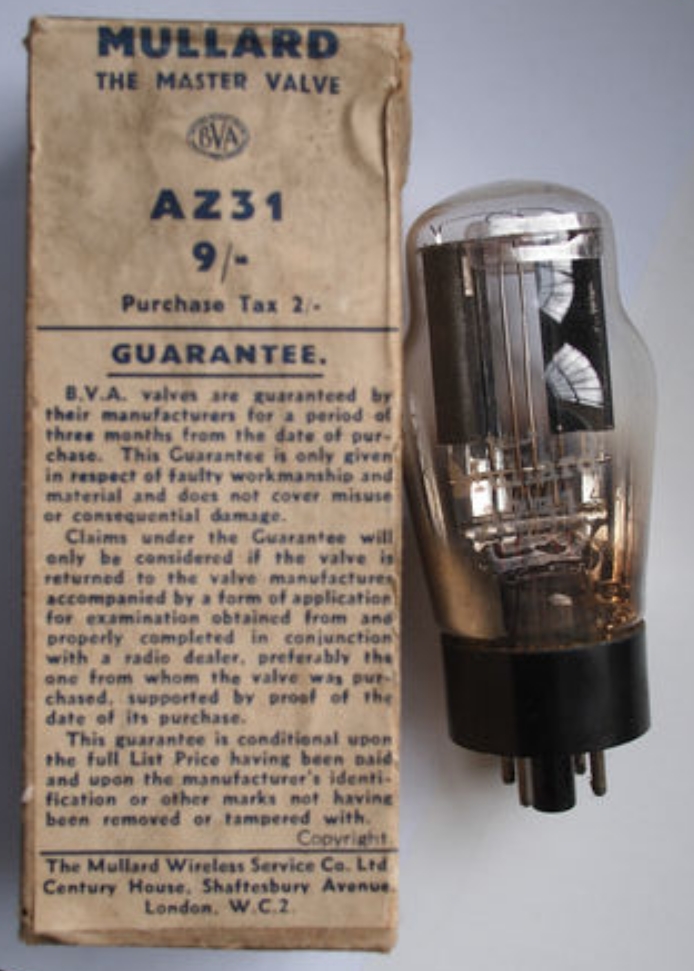 MULLARD
THE MASTER VALVE
BVA
AZ31
9/-
Purchase Tax 2/-
GUARANTEE.
B.V.A. valves are guaranteed by
their manufacturers for a period of
three months from the date of pur-
chase. This Guarantee is only given
in respect of faulty workmanship and
material and does not cover misuse
or consequential damage.
Claims under the Guarantee will
only be considered if the valve is
returned to the valve manufacturer
accompanied by a form of application
for examination obtained from and
properly completed in conjunction
with a radio dealer, preferably the
one from whom the valve was pur-
chased, supported by proof of the
date of its purchase.
This guarantee is conditional upon
the full List Price having been paid
and upon the manufacturer's identi-
fication or other marks not having
been removed or tampered with.
Copyright.
The Mullard Wireless Service Co. Ltd
Century House, Shaftesbury Avenue,
London, W.C.2.